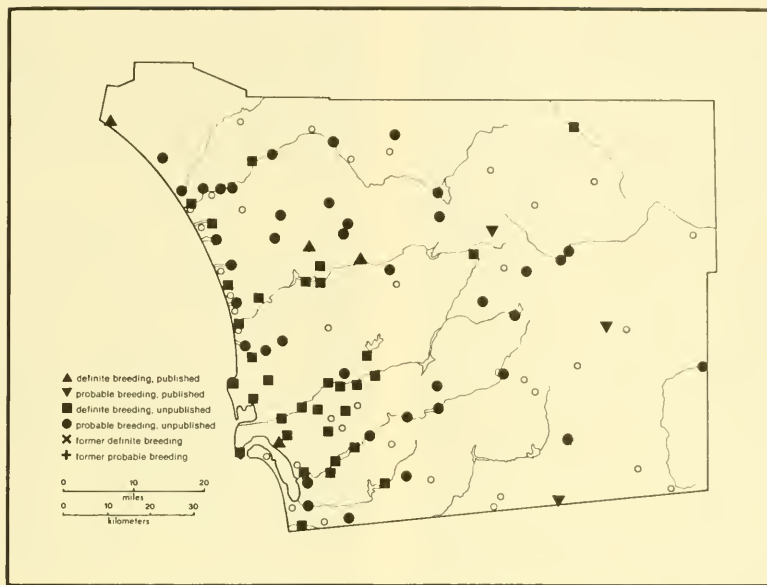 definite breeding, published
probable breeding, published
definite breeding, unpublished
probable breeding, unpublished
former definite breeding
former probable breeding
0 10 20
miles
0 10 20 30
kilometers